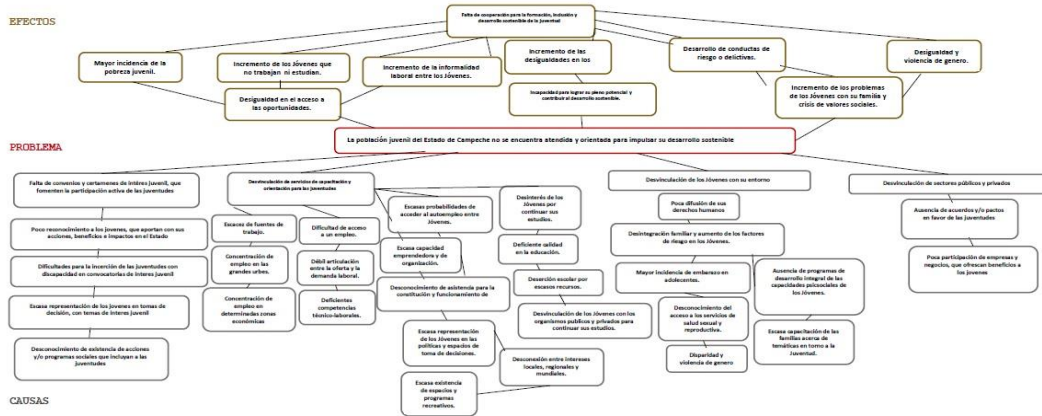 EFECTOS
Falta de cooperación para la formación, inclusión y
desarrollo sostenible de la juventud
Mayor incidencia de la
pobreza juvenil.
Incremento de los Jóvenes que
no trabajan ni estudian.
Incremento de la informalidad
laboral entre los Jóvenes.
Incremento de las
desigualdades en los
Desarrollo de conductas de
riesgo o delictivas.
Desigualdad y
violencia de genero.
Desigualdad en el acceso a
las oportunidades.
Incapacidad para lograr su pleno potencial y
contribuir al desarrollo sostenible.
Incremento de los problemas
de los Jóvenes con su familia y
crisis de valores sociales.
PROBLEMA
La población juvenil del Estado de Campeche no se encuentra atendida y orientada para impulsar su desarrollo sostenible
Falta de convenios y certamenes de interes juvenil, que
fomenten la participación activa de las juventudes
Poco reconocimiento a los jovenes, que aportan con sus
acciones, beneficios e impactos en el Estado
Dificultades para la incerción de las juventudes con
discapacidad en convocatorias de interes juvenil
Escasa representación de los jovenes en tomas de
decisión, con temas de interes juvenil
Desconocimiento de existencia de acciones
y/o programas sociales que incluyan a las
juventudes
Desvinculación de servicios de capacitación y
orientación para las juventudes
Escacez de fuentes de
trabajo.
Concentración de
empleo en las
grandes urbes.
Concentración de
empleo en
determinadas zonas
económicas
Dificultad de acceso
a un empleo.
Débil articulación
entre la oferta y la
demanda laboral.
Deficientes
competencias
técnico-laborales.
Escasas probabilidades de
acceder al autoempleo entre
Jóvenes.
Escasa capacidad
emprendedora y de
organización.
Desconocimiento de asistencia para la
constitución y funcionamiento de
Escasa representación
de los Jóvenes en las
políticas y espacios de
toma de decisiones.
Escasa existencia
de espacios y
programas
recreativos.
Desinterés de los
Jóvenes por
continuar sus
estudios.
Deficiente calidad
en la educación.
Deserción escolar por
escasos recursos.
Desvinculación de los Jóvenes con los
organismos publicos y privados para
continuar sus estudios.
Desconexión entre intereses
locales, regionales y
mundiales.
Desvinculación de los Jóvenes con su entorno
Poca difusión de sus
derechos humanos
Desintegración familiar y aumento de los factores
de riesgo en los Jóvenes.
Mayor incidencia de embarazo en
adolecentes.
Desconocimiento del
acceso a los servicios de
salud sexual y
reproductiva.
Disparidad y
violencia de genero
Ausencia de programas de
desarrollo integral de las
capacidades psicsociales de
los Jóvenes.
Escasa capacitación de las
familias acerca de
temáticas en torno a la
Juventud.
Desvinculación de sectores públicos y privados
Ausencia de acuerdos y/o pactos
en favor de las juventudes
Poca participación de empresas y
negocios, que ofrescan beneficios a
los jovenes
CAUSAS